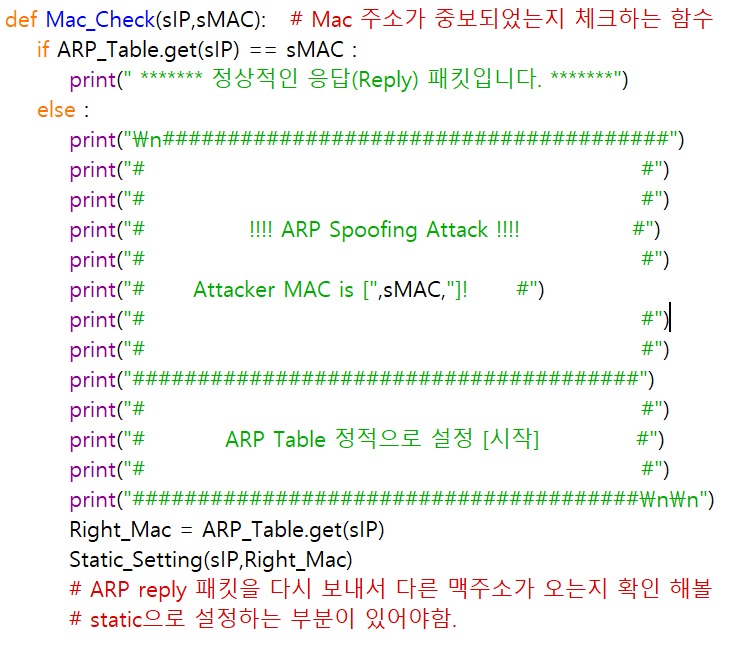 def Mac_Check(sIP,sMAC):   # Mac 주소가 중보되었는지 체크하는 함수
    if ARP_Table.get(sIP) == sMAC :
        print(" ******* 정상적인 응답(Reply) 패킷입니다. *******")
    else :
        print("₩n#######################################")
        print("#                                                              #")
        print("#                                                              #")
        print("#             !!!! ARP Spoofing Attack !!!!              #")
        print("#                                                              #")
        print("#      Attacker MAC is [",sMAC,"]!      #")
        print("#                                                              #")
        print("#                                                              #")
        print("#######################################")
        print("#                                                              #")
        print("#          ARP Table 정적으로 설정 [시작]            #")
        print("#                                                              #")
        print("#######################################₩n₩n")
        Right_Mac = ARP_Table.get(sIP)
        Static_Setting(sIP,Right_Mac)
        # ARP reply 패킷을 다시 보내서 다른 맥주소가 오는지 확인 해볼
        # static으로 설정하는 부분이 있어야함.